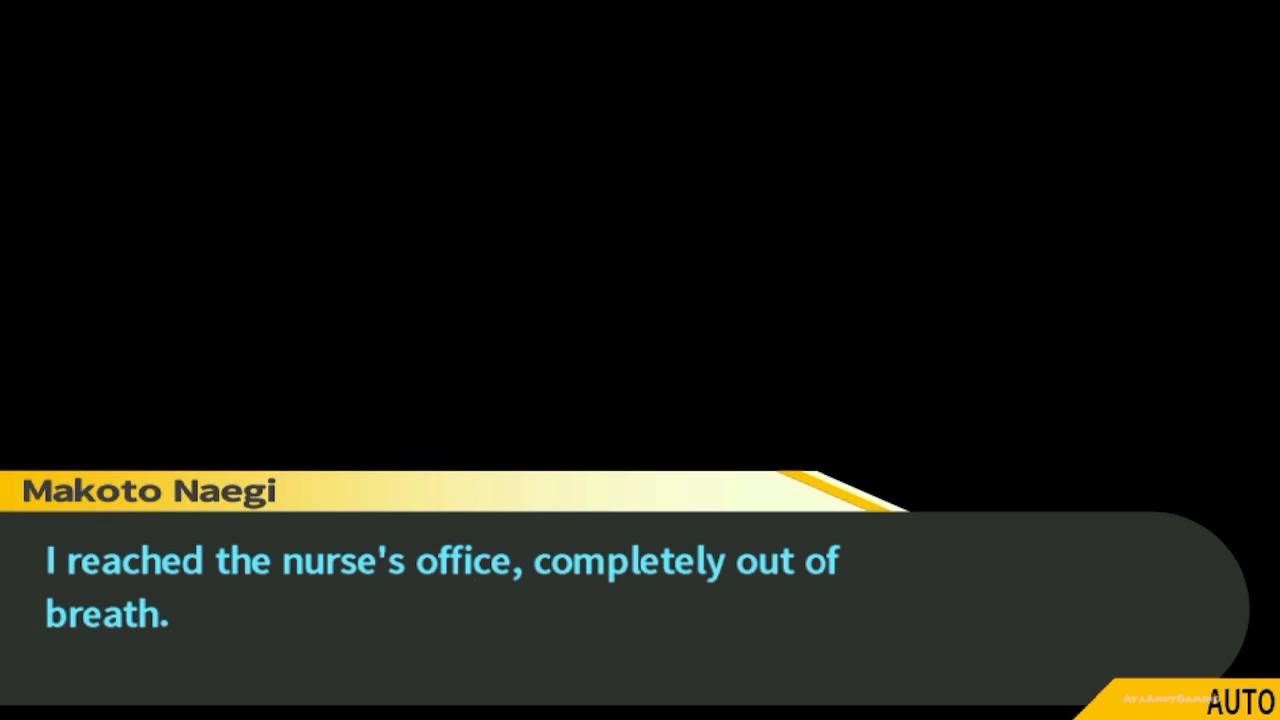 Makoto Naegi
I reached the nurse's office, completely out of
breath.
AUTO